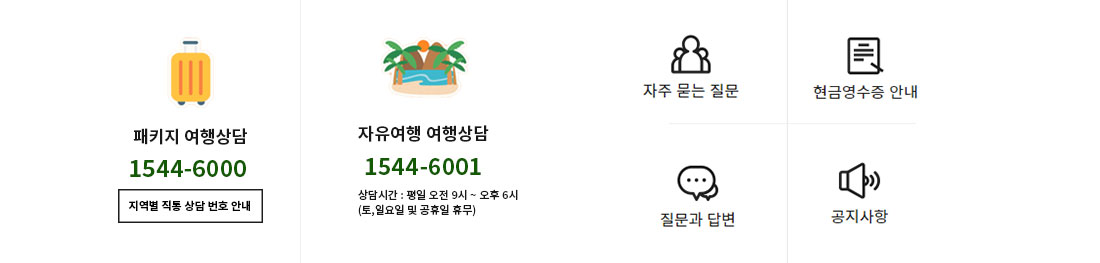 패키지 여행상담
1544-6000
지역별 직통 상담 번호 안내
자유여행 여행상담
1544-6001
상담시간 : 평일 오전 9시 ~ 오후 6시
(토,일요일 및 공휴일 휴무)
자주 묻는 질문
현금영수증 안내
질문과 답변
공지사항